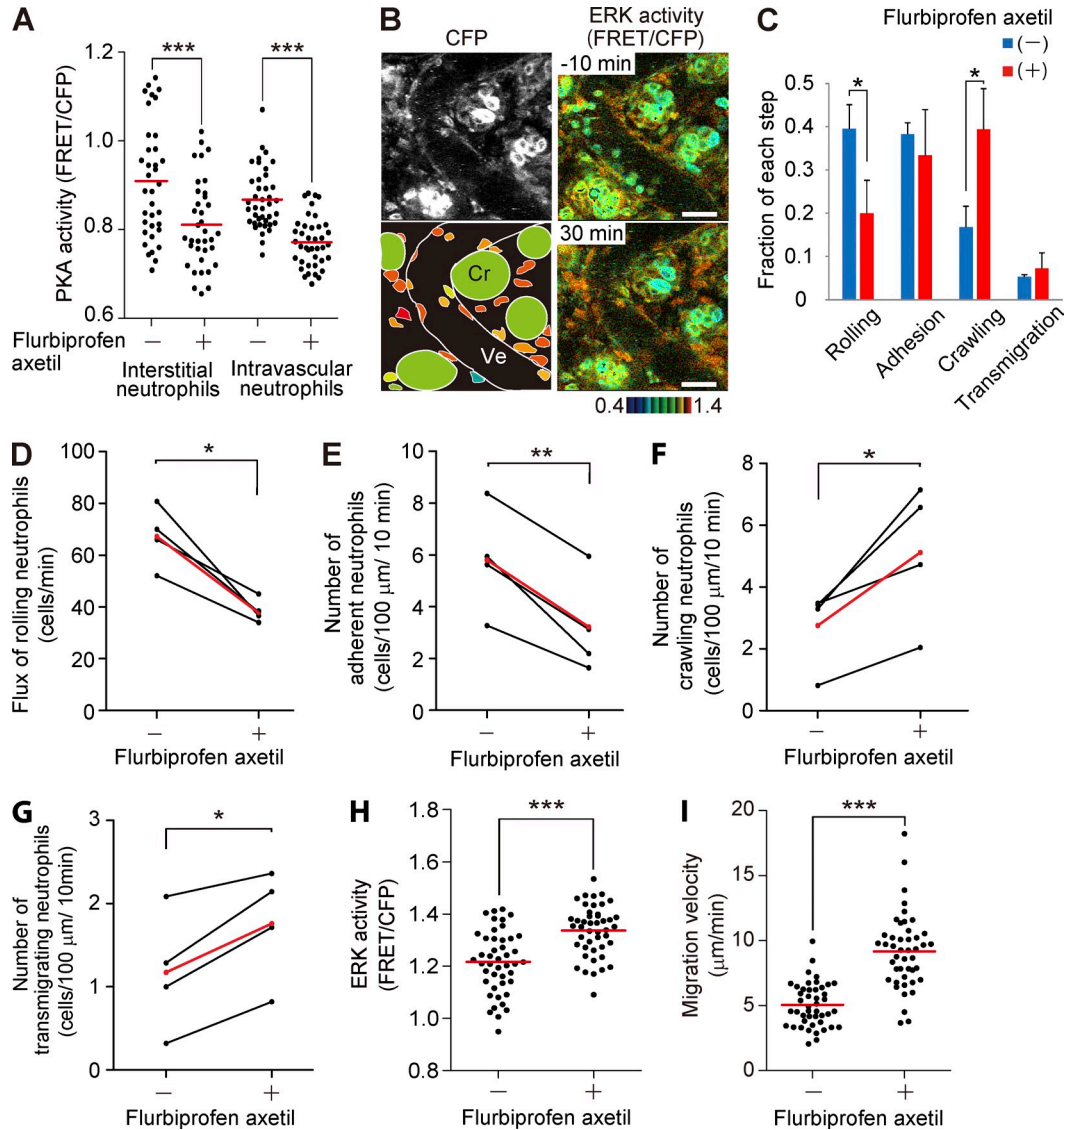 A
PKA activity (FRET/CFP)
1.2
1.0
0.8
0.6
***
***
− + − +
Flurbiprofen
axetil
Interstitial
neutrophils
Intravascular
neutrophils
B
CFP
ERK activity
(FRET/CFP)
-10 min
30 min
Cr
Ve
0.4
1.4
C
Flurbiprofen axetil
(−)
(+)
Fraction of each step
0.5
0.4
0.3
0.2
0.1
0
*
*
Rolling
Adhesion
Crawling
Transmigration
D
Flux of rolling neutrophils
(cells/min)
100
80
60
40
20
0
*
− +
Flurbiprofen axetil
E
Number of
adherent neutrophils
(cells/100 μm/ 10 min)
10
8
6
4
2
0
**
− +
Flurbiprofen axetil
F
Number of
crawling neutrophils
(cells/100 μm/10 min)
8
6
4
2
0
*
− +
Flurbiprofen axetil
G
Number of
transmigrating neutrophils
(cells/100 μm/ 10min)
3
2
1
0
*
− +
Flurbiprofen axetil
H
ERK activity
(FRET/CFP)
1.8
1.6
1.4
1.2
1.0
0.8
***
− +
Flurbiprofen axetil
I
Migration velocity
(μm/min)
20
15
10
5
0
***
− +
Flurbiprofen axetil